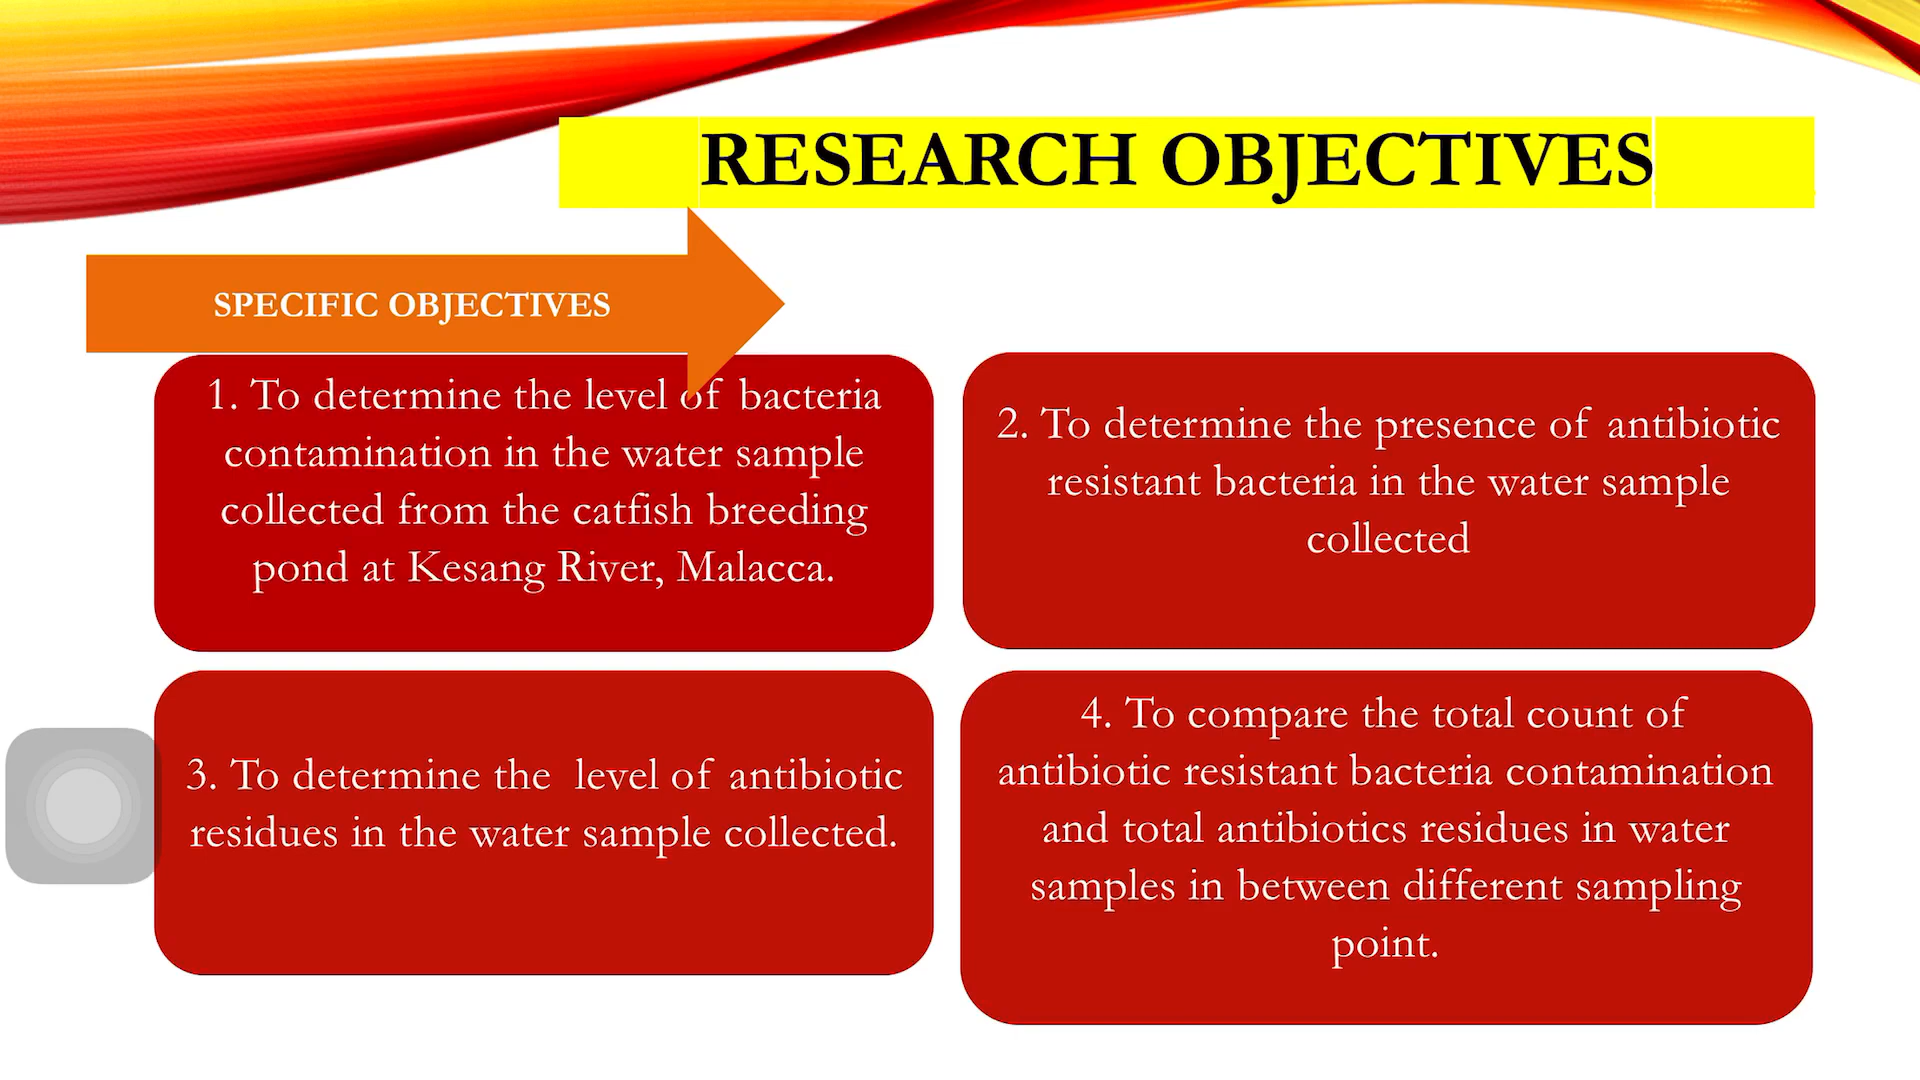 RESEARCH OBJECTIVES
SPECIFIC OBJECTIVES
1. To determine the level of bacteria
contamination in the water sample
collected from the catfish breeding
pond at Kesang River, Malacca.
2. To determine the presence of antibiotic
resistant bacteria in the water sample
collected
3. To determine the level of antibiotic
residues in the water sample collected.
4. To compare the total count of
antibiotic resistant bacteria contamination
and total antibiotics residues in water
samples in between different sampling
point.